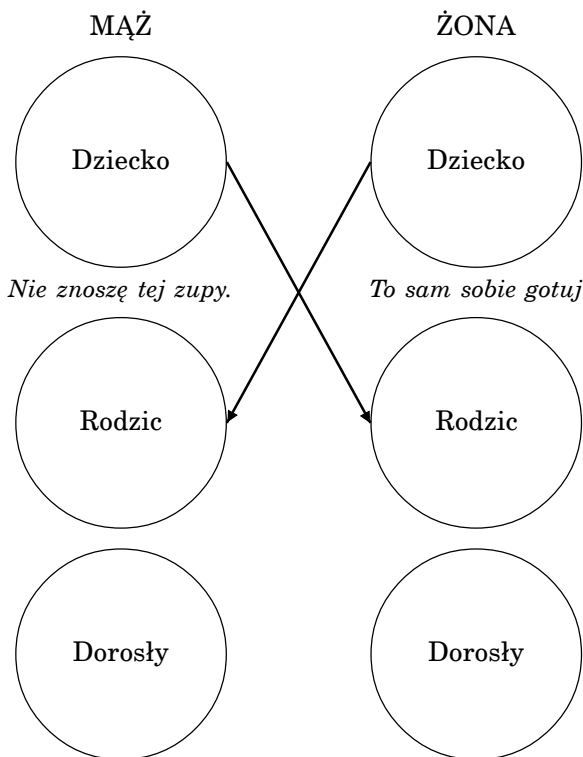 MĄŻ ŻONA
Dziecko Dziecko
Nie znoszę tej zupy. To sam sobie gotuj
Rodzic Rodzic
Dorosły Dorosły